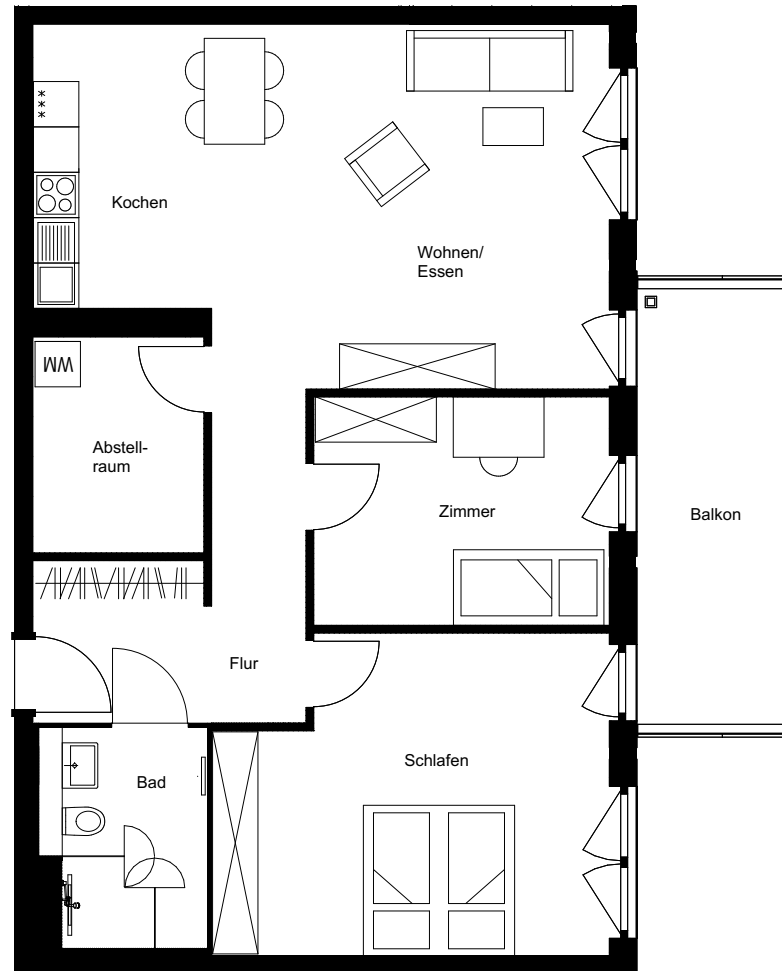 Kochen
Wohnen/
Essen
WM
Abstell-
raum
Zimmer
Balkon
Flur
Schlafen
Bad